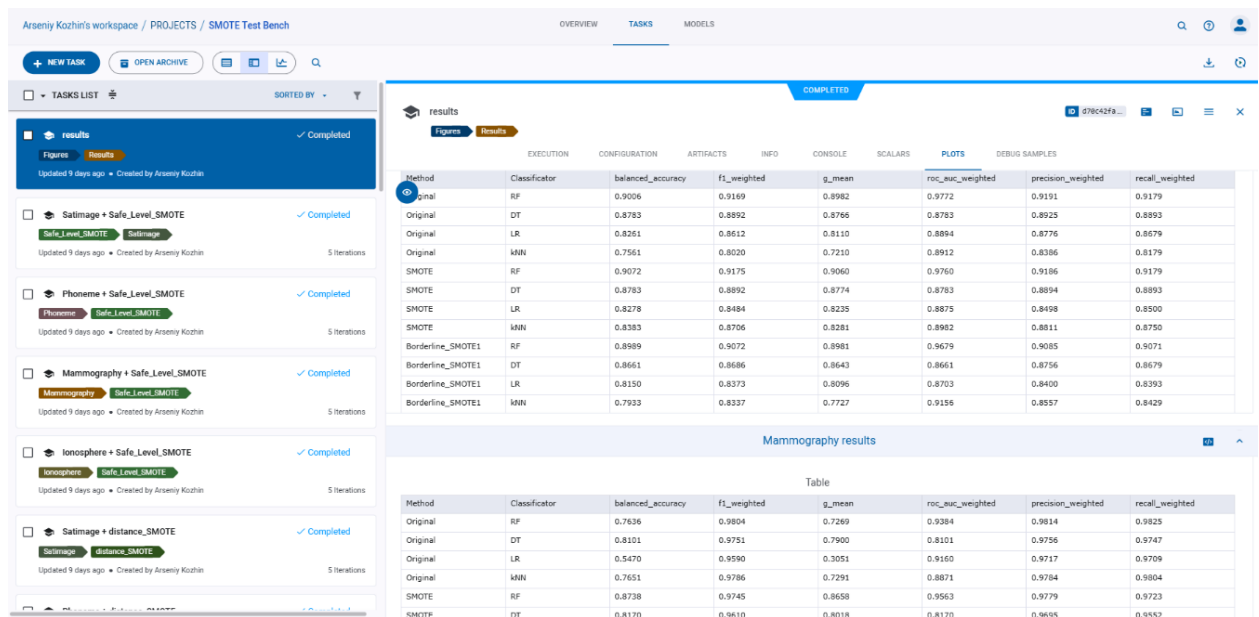 Arseniy Kozhin's workspace / PROJECTS / SMOTE Test Bench
OVERVIEW TASKS MODELS
+ NEW TASK OPEN ARCHIVE
TASKS LIST SORTED BY
results Completed
Figures Results
Updated 9 days ago • Created by Arseniy Kozhin
Satimage + Safe_Level_SMOTE Completed
Safe_Level_SMOTE Satimage
Updated 9 days ago • Created by Arseniy Kozhin 5 Iterations
Phoneme + Safe_Level_SMOTE Completed
Phoneme Safe_Level_SMOTE
Updated 9 days ago • Created by Arseniy Kozhin 5 Iterations
Mammography + Safe_Level_SMOTE Completed
Mammography Safe_Level_SMOTE
Updated 9 days ago • Created by Arseniy Kozhin 5 Iterations
Ionosphere + Safe_Level_SMOTE Completed
Ionosphere Safe_Level_SMOTE
Updated 9 days ago • Created by Arseniy Kozhin 5 Iterations
Satimage + distance_SMOTE Completed
Satimage distance_SMOTE
Updated 9 days ago • Created by Arseniy Kozhin 5 Iterations
COMPLETED
results
ID d70c42fa...
Figures Results
EXECUTION CONFIGURATION ARTIFACTS INFO CONSOLE SCALARS PLOTS DEBUG SAMPLES
Method Classificator balanced_accuracy f1_weighted g_mean roc_auc_weighted precision_weighted recall_weighted
ginal RF 0.9006 0.9169 0.8982 0.9772 0.9191 0.9179
Original DT 0.8783 0.8892 0.8766 0.8783 0.8925 0.8893
Original LR 0.8261 0.8612 0.8110 0.8894 0.8776 0.8679
Original kNN 0.7561 0.8020 0.7210 0.8912 0.8386 0.8179
SMOTE RF 0.9072 0.9175 0.9060 0.9760 0.9186 0.9179
SMOTE DT 0.8783 0.8892 0.8774 0.8783 0.8894 0.8893
SMOTE LR 0.8278 0.8484 0.8235 0.8875 0.8498 0.8500
SMOTE kNN 0.8383 0.8706 0.8281 0.8982 0.8811 0.8750
Borderline_SMOTE1 RF 0.8989 0.9072 0.8981 0.9679 0.9085 0.9071
Borderline_SMOTE1 DT 0.8661 0.8686 0.8643 0.8661 0.8756 0.8679
Borderline_SMOTE1 LR 0.8150 0.8373 0.8096 0.8703 0.8400 0.8393
Borderline_SMOTE1 kNN 0.7933 0.8337 0.7727 0.9156 0.8557 0.8429
Mammography results
Table
Method Classificator balanced_accuracy f1_weighted g_mean roc_auc_weighted precision_weighted recall_weighted
Original RF 0.7636 0.9804 0.7269 0.9384 0.9814 0.9825
Original DT 0.8101 0.9751 0.7900 0.8101 0.9756 0.9747
Original LR 0.5470 0.9590 0.3051 0.9160 0.9717 0.9709
Original kNN 0.7651 0.9786 0.7291 0.8871 0.9784 0.9804
SMOTE RF 0.8738 0.9745 0.8658 0.9563 0.9779 0.9723
SMOTE DT 0.8170 0.9610 0.8018 0.8170 0.9695 0.9552